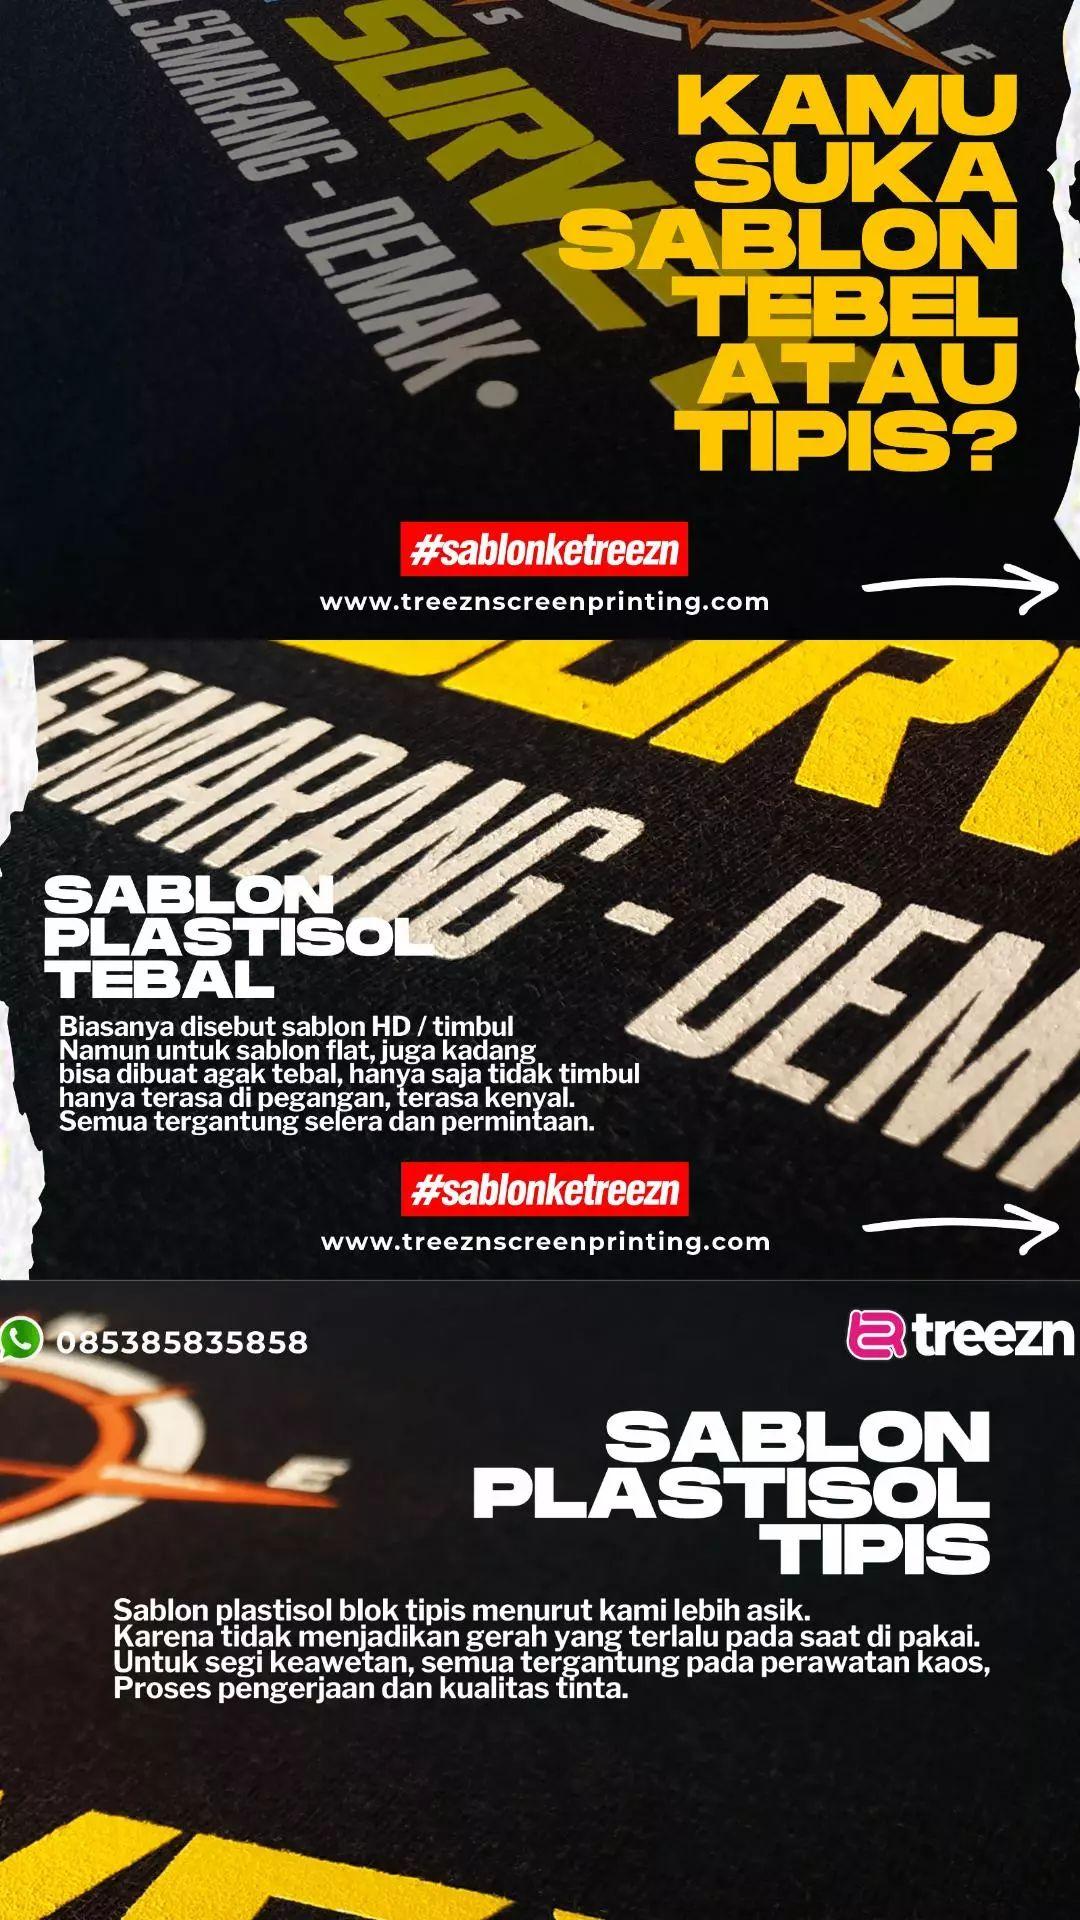 S
E
SEMARANG - DEMAK
KAMU
SUKA
SABLON
TEBEL
ATAU
TIPIS?
#sablonketreezn
www.treeznscreenprinting.com
SEMARANG - DEM
SABLON
PLASTISOL
TEBAL
Biasanya disebut sablon HD / timbul
Namun untuk sablon flat, juga kadang
bisa dibuat agak tebal, hanya saja tidak timbul
hanya terasa di pegangan, terasa kenyal.
Semua tergantung selera dan permintaan.
#sablonketreezn
www.treeznscreenprinting.com
085385835858
treezn
E
SABLON
PLASTISOL
TIPIS
Sablon plastisol blok tipis menurut kami lebih asik.
Karena tidak menjadikan gerah yang terlalu pada saat di pakai.
Untuk segi keawetan, semua tergantung pada perawatan kaos,
Proses pengerjaan dan kualitas tinta.